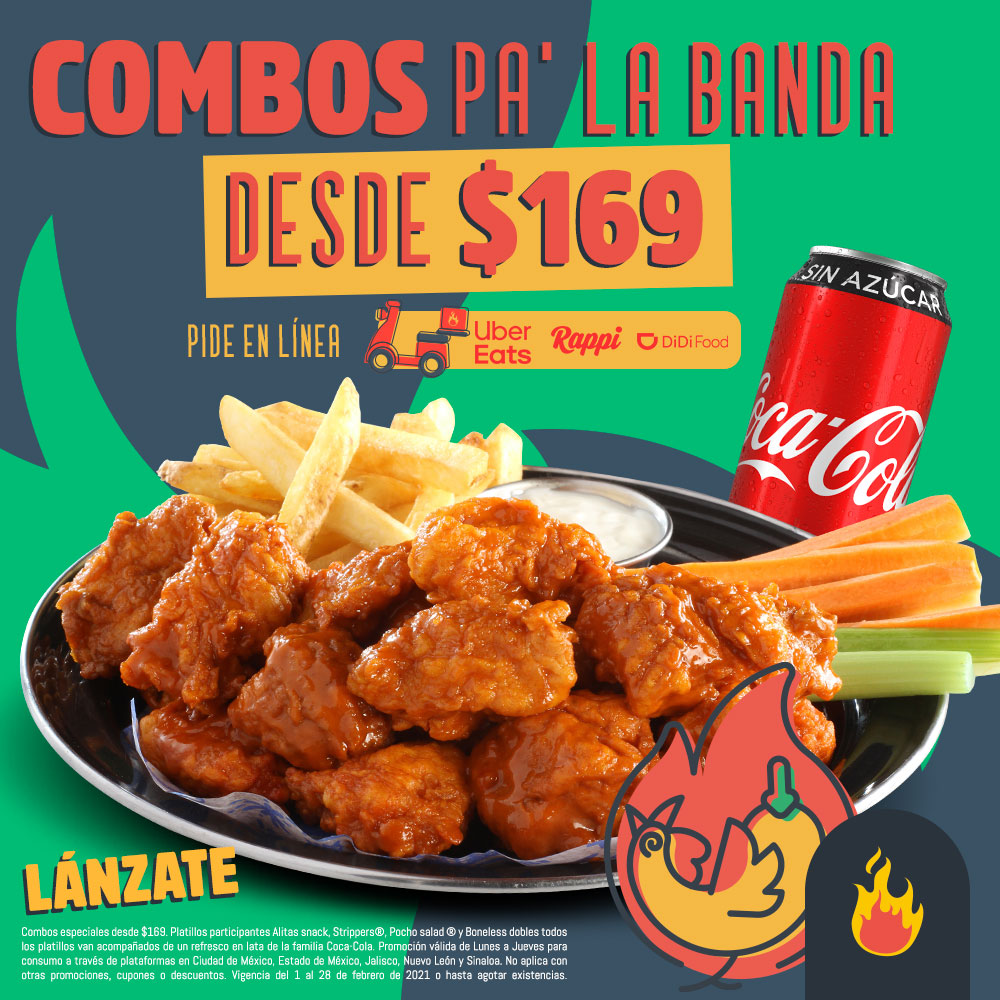 COMBOS PA' LA BANDA
DESDE $169
PIDE EN LÍNEA
Uber Eats
Rappi
DiDi Food
SIN AZÚCAR
Coca-Cola
LÁNZATE
Combos especiales desde $169. Platillos participantes Alitas snack, Strippers®, Pocho salad ® y Boneless dobles todos
los platillos van acompañados de un refresco en lata de la familia Coca-Cola. Promoción válida de Lunes a Jueves para
consumo a través de plataformas en Ciudad de México, Estado de México, Jalisco, Nuevo León y Sinaloa. No aplica con
otras promociones, cupones o descuentos. Vigencia del 1 al 28 de febrero de 2021 o hasta agotar existencias.